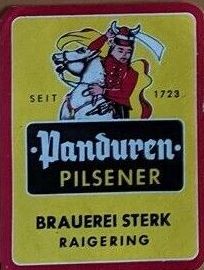 SEIT 1723
·Panduren·
PILSENER
BRAUEREI STERK
RAIGERING